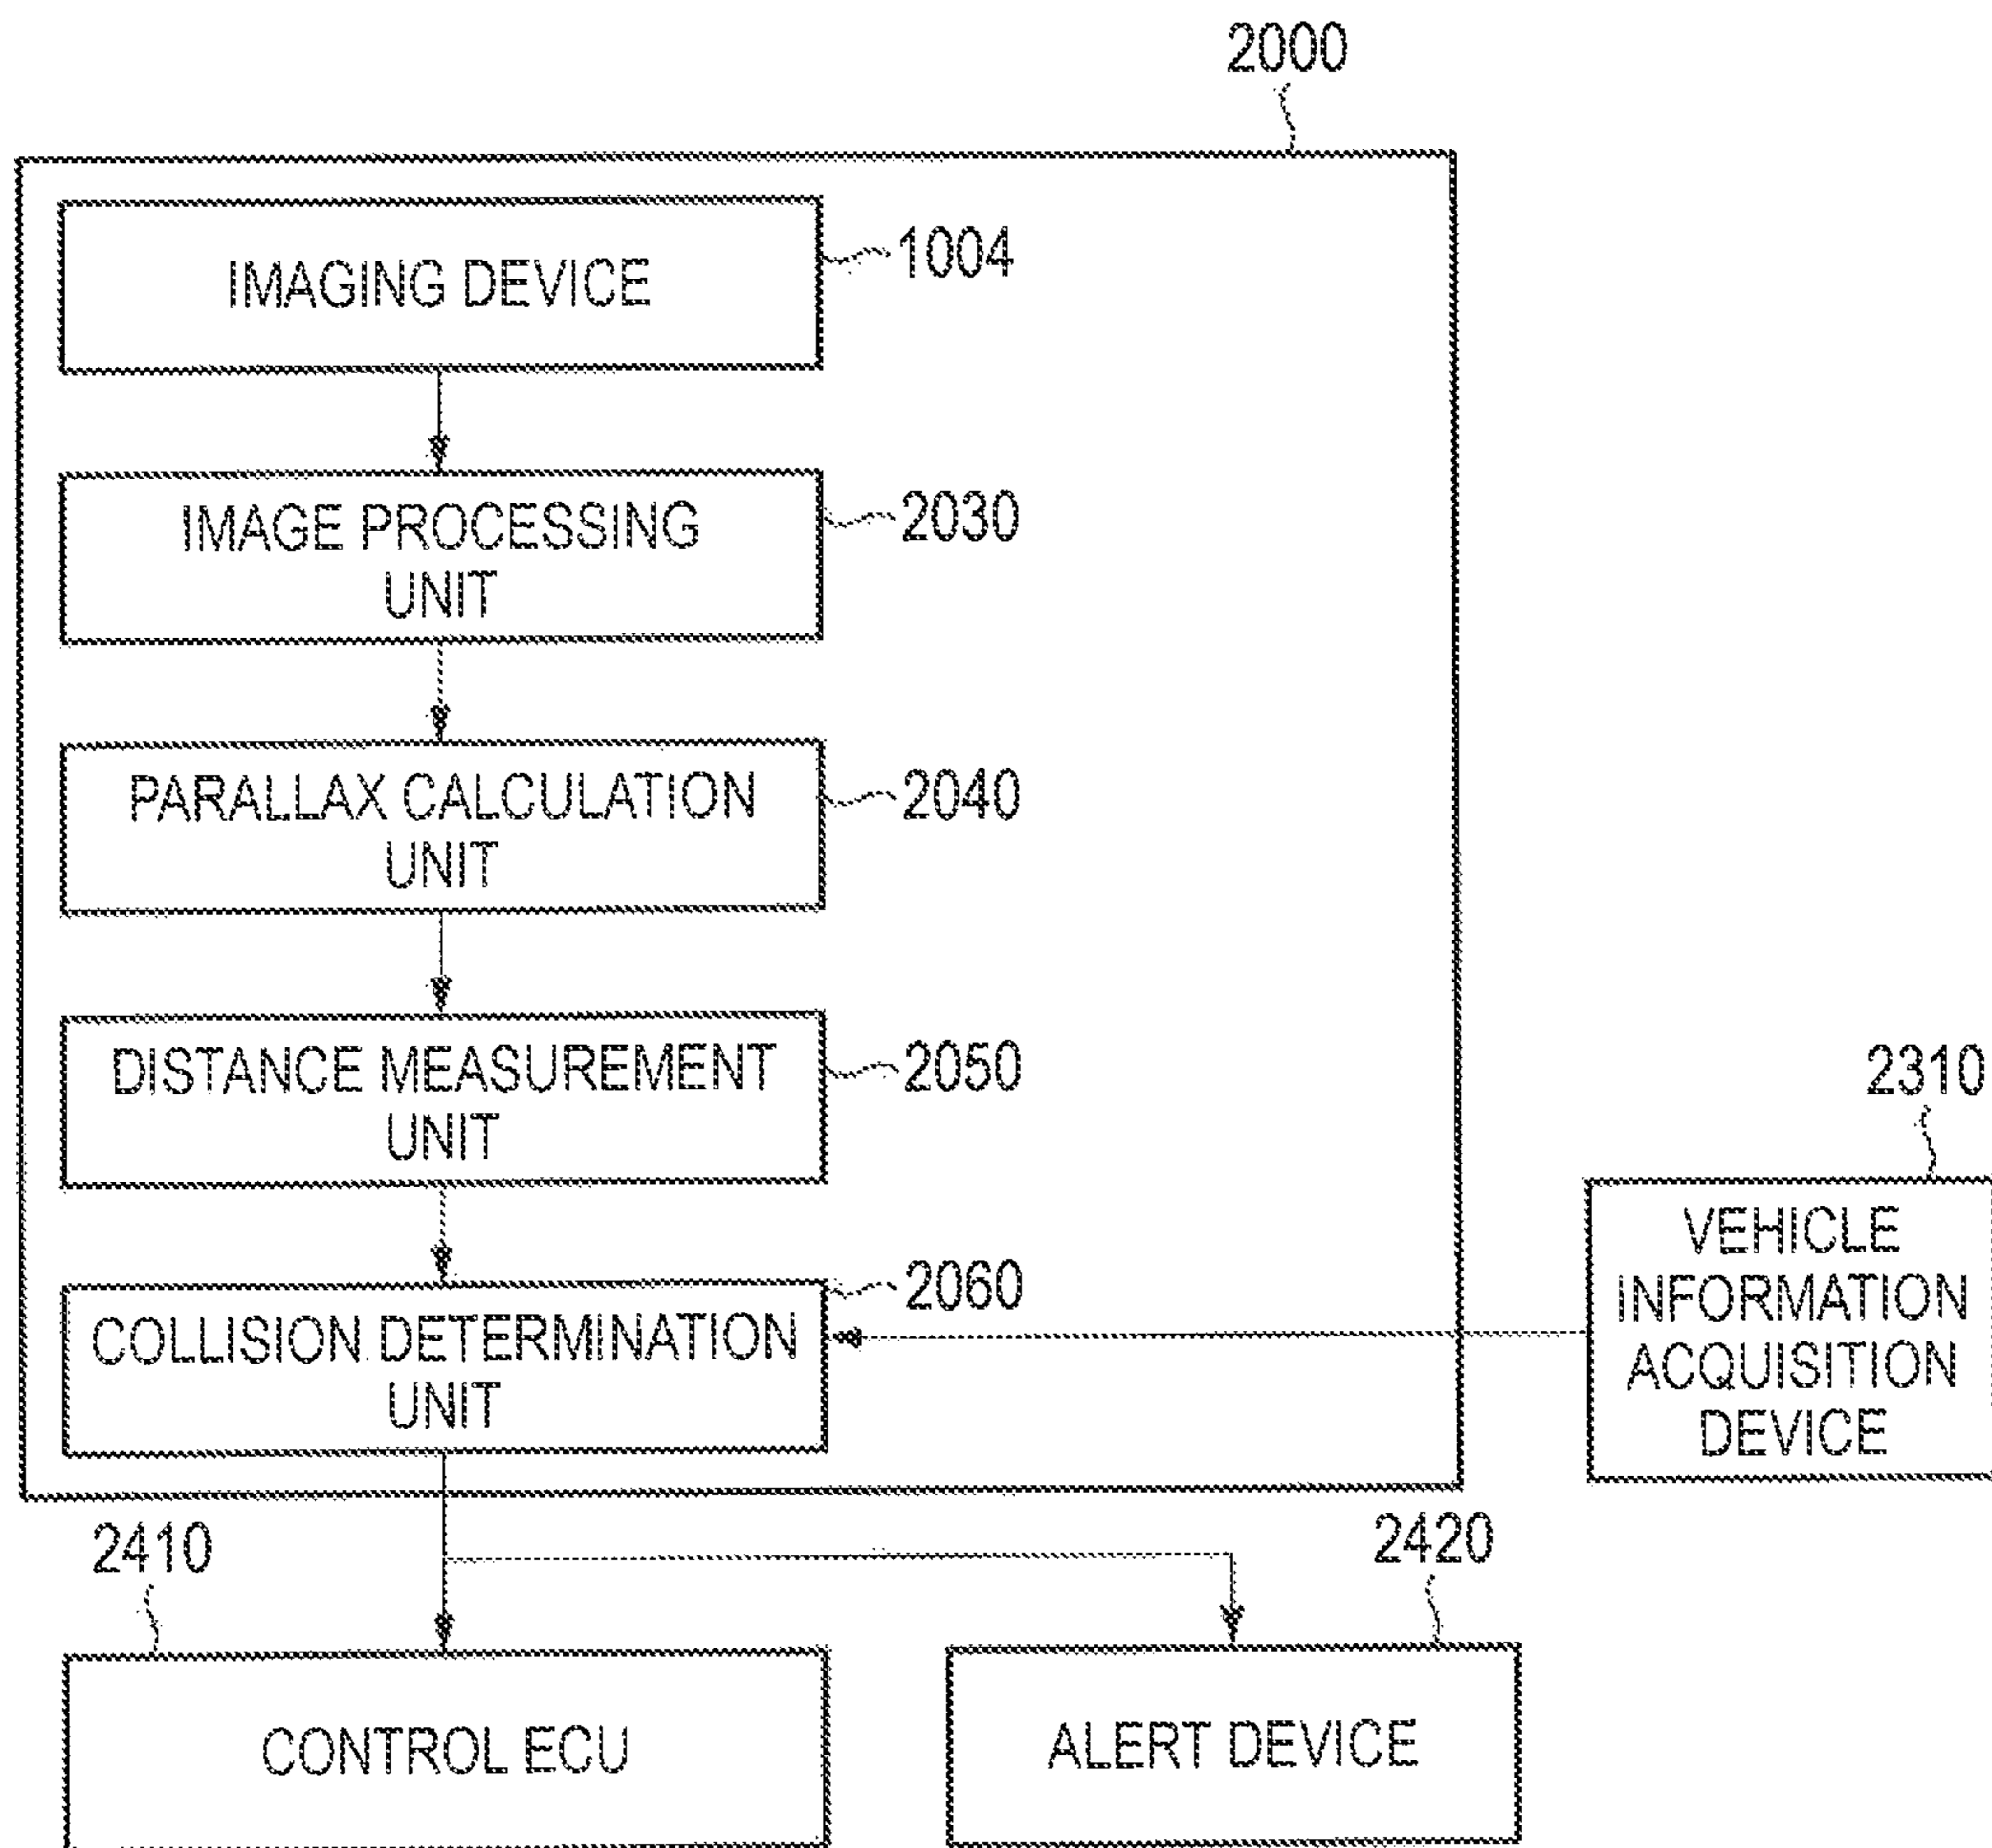 2000
IMAGING DEVICE
1004
IMAGE PROCESSING
UNIT
2030
PARALLAX CALCULATION
UNIT
2040
DISTANCE MEASUREMENT
UNIT
2050
COLLISION DETERMINATION
UNIT
2060
2310
VEHICLE
INFORMATION
ACQUISITION
DEVICE
2410
CONTROL ECU
2420
ALERT DEVICE